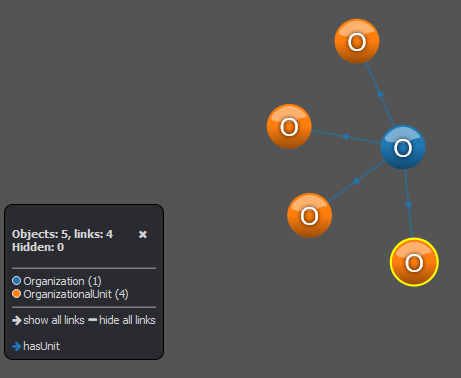 O
O
O
O
O
Objects: 5, links: 4 ✖
Hidden: 0
Organization (1)
OrganizationalUnit (4)
show all links hide all links
hasUnit